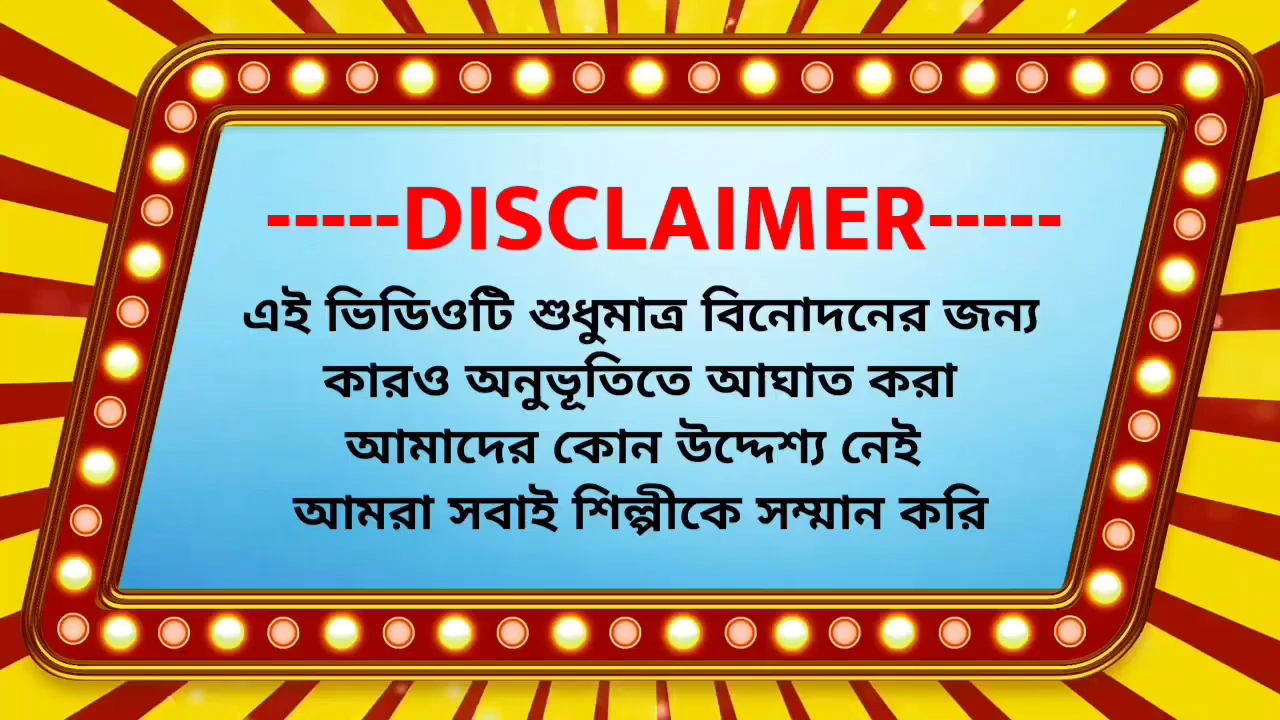 -----DISCLAIMER-----
এই ভিডিওটি শুধুমাত্র বিনোদনের জন্য
কারও অনুভূতিতে আঘাত করা
আমাদের কোন উদ্দেশ্য নেই
আমরা সবাই শিল্পীকে সম্মান করি